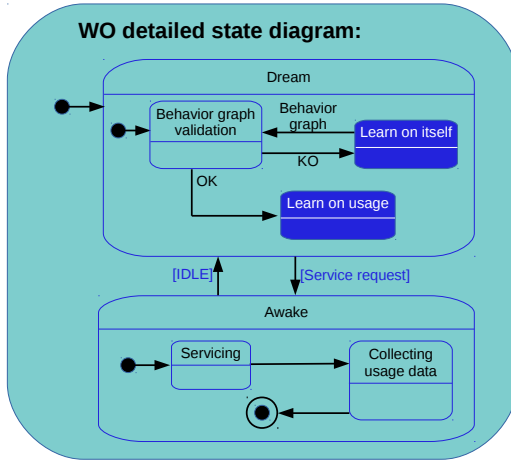 WO detailed state diagram:
Dream
Behavior graph
validation
Behavior
graph
Learn on itself
KO
OK
Learn on usage
[IDLE]
[Service request]
Awake
Servicing
Collecting
usage data